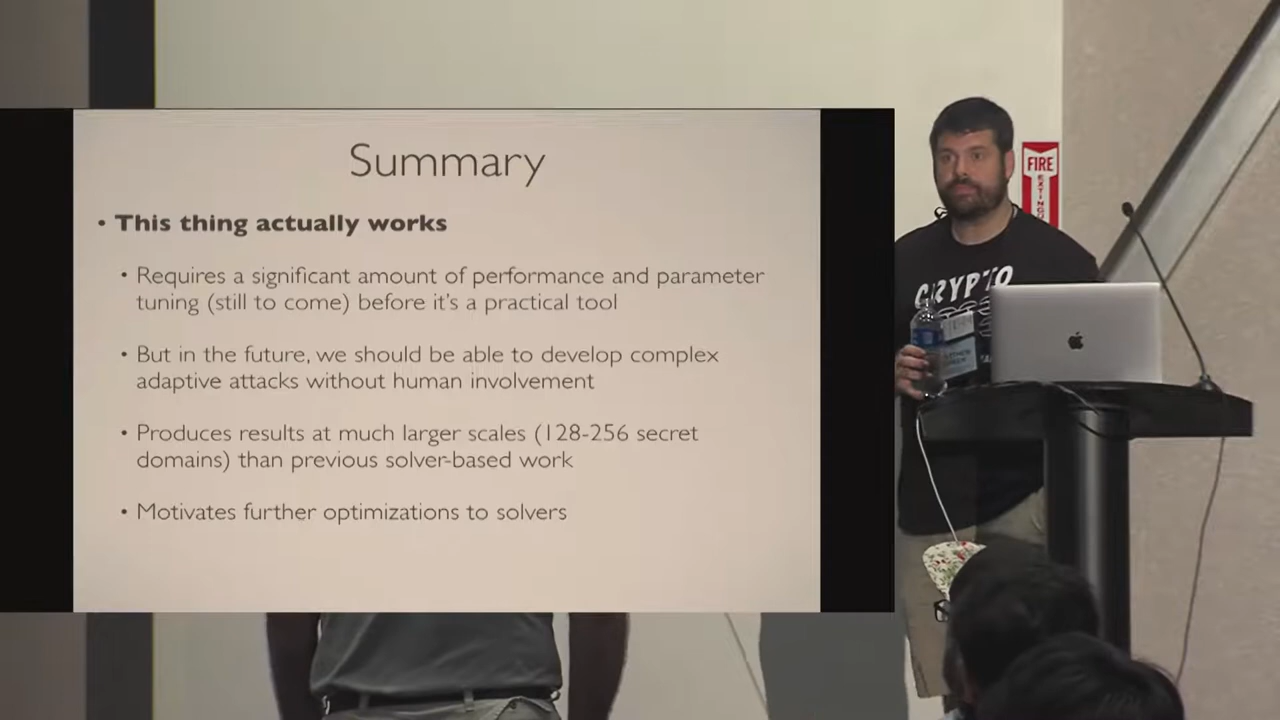 Summary
• This thing actually works
• Requires a significant amount of performance and parameter
tuning (still to come) before it's a practical tool
• But in the future, we should be able to develop complex
adaptive attacks without human involvement
• Produces results at much larger scales (128-256 secret
domains) than previous solver-based work
• Motivates further optimizations to solvers
FIRE
EXTING
CRYPTO